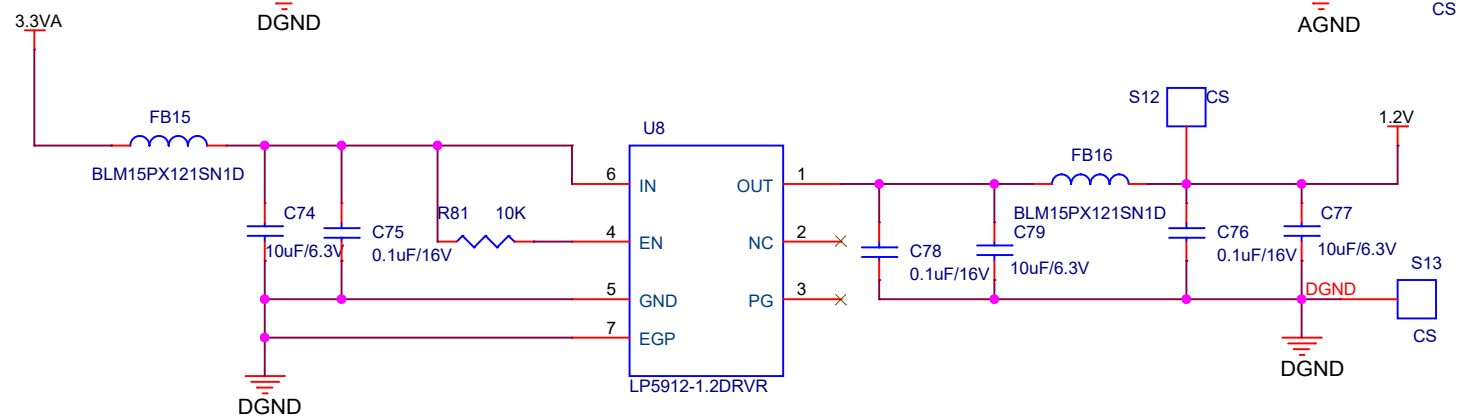 DGND
AGND
CS
3.3VA
FB15
BLM15PX121SN1D
C74
10uF/6.3V
C75
0.1uF/16V
R81
10K
DGND
U8
6
IN
4
EN
5
GND
7
EGP
OUT
1
NC
2
PG
3
LP5912-1.2DRVR
C78
0.1uF/16V
FB16
BLM15PX121SN1D
C79
10uF/6.3V
S12
CS
C76
0.1uF/16V
1.2V
C77
10uF/6.3V
DGND
S13
CS
DGND